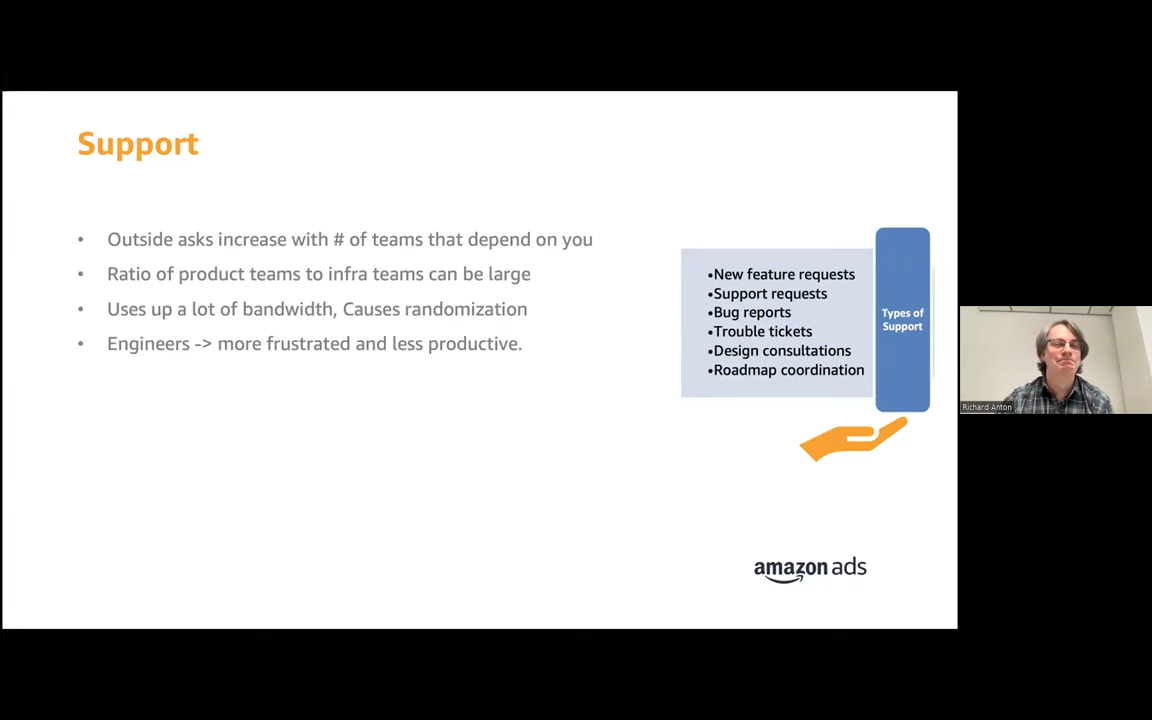 Support
• Outside asks increase with # of teams that depend on you
• Ratio of product teams to infra teams can be large
• Uses up a lot of bandwidth, Causes randomization
• Engineers -> more frustrated and less productive.
•New feature requests
•Support requests
•Bug reports
•Trouble tickets
•Design consultations
•Roadmap coordination
Types of
Support
Richard Anton
amazon ads